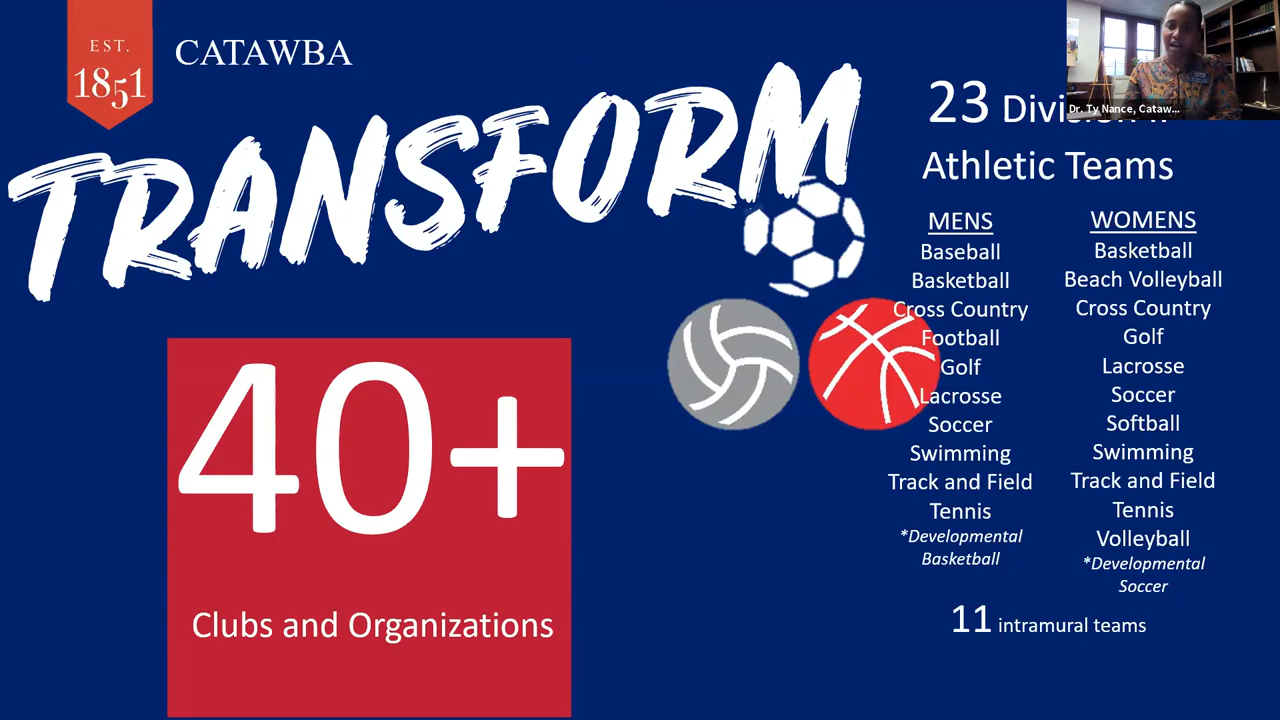 EST.
1851
CATAWBA
TRANSFORM
40+
Clubs and Organizations
23 Division II
Athletic Teams
MENS
Baseball
Basketball
Cross Country
Football
Golf
Lacrosse
Soccer
Swimming
Track and Field
Tennis
*Developmental
Basketball
WOMENS
Basketball
Beach Volleyball
Cross Country
Golf
Lacrosse
Soccer
Softball
Swimming
Track and Field
Tennis
Volleyball
*Developmental
Soccer
11 intramural teams
Dr. Ty Nance, Cataw...